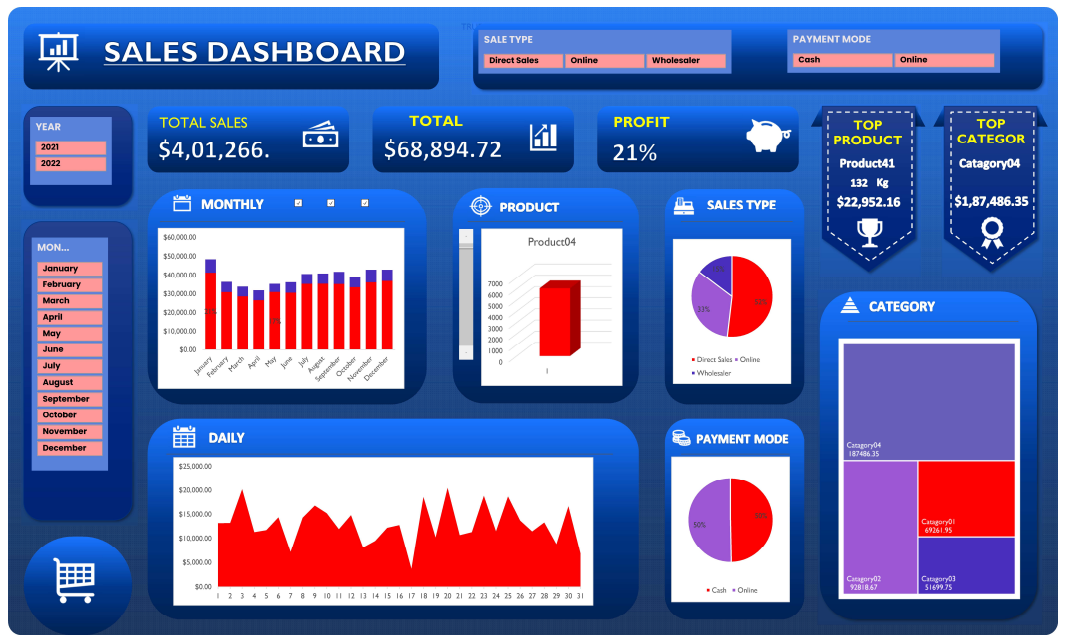 SALES DASHBOARD
SALE TYPE
Direct Sales Online Wholesaler
PAYMENT MODE
Cash Online
YEAR
2021
2022
TOTAL SALES
$4,01,266.
TOTAL
$68,894.72
PROFIT
21%
TOP
PRODUCT
Product41
132 Kg
$22,952.16
TOP
CATEGOR
Catagory04
$1,87,486.35
MON...
January
February
March
April
May
June
July
August
September
October
November
December
MONTHLY
$60,000.00
$50,000.00
$40,000.00
$30,000.00
$20,000.00
$10,000.00
$0.00
January February March April May June July August September October November December
PRODUCT
Product04
7000
6000
5000
4000
3000
2000
1000
0
1
SALES TYPE
33%
Direct Sales Online
Wholesaler
CATEGORY
Catagory04
187486.35
Catagory01
69261.95
Catagory02
92818.67
Catagory03
51699.75
DAILY
$25,000.00
$20,000.00
$15,000.00
$10,000.00
$5,000.00
$0.00
1 2 3 4 5 6 7 8 9 10 11 12 13 14 15 16 17 18 19 20 21 22 23 24 25 26 27 28 29 30 31
PAYMENT MODE
50% 50%
Cash Online